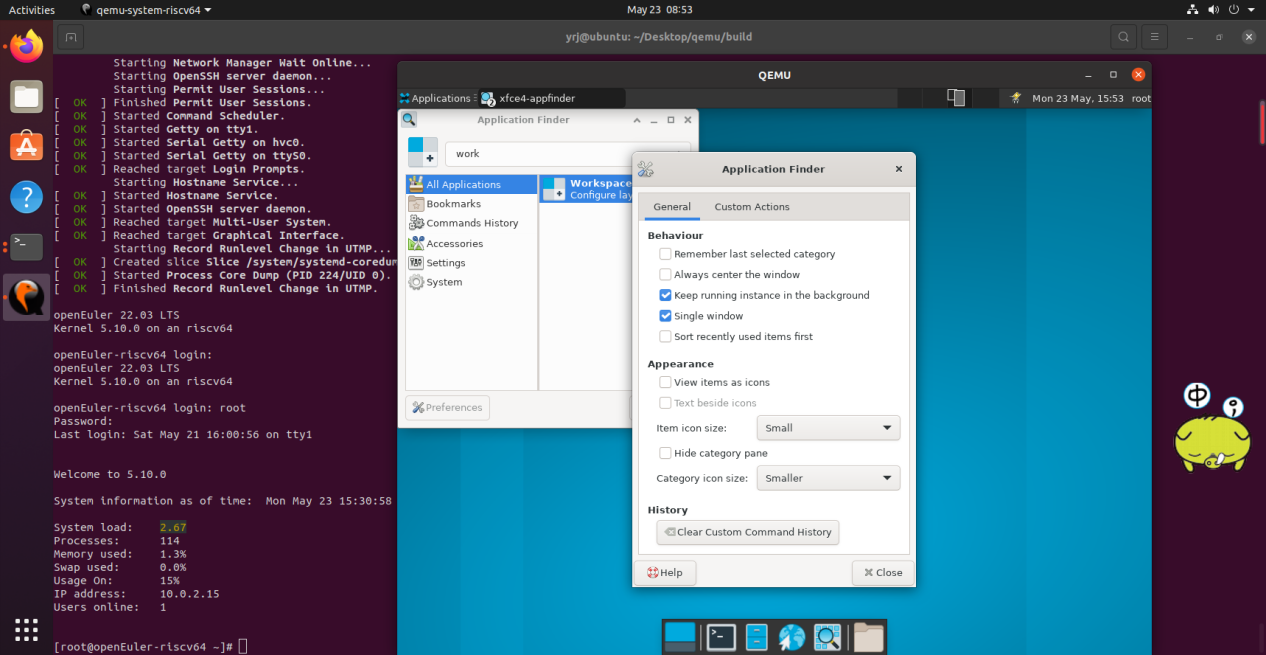 Activities
qemu-system-riscv64
May 23 08:53
yrj@ubuntu: ~/Desktop/qemu/build
Starting Network Manager Wait Online...
Starting OpenSSH server daemon...
Starting Permit User Sessions...
[ OK ] Finished Permit User Sessions.
[ OK ] Started Command Scheduler.
[ OK ] Started Getty on tty1.
[ OK ] Started Serial Getty on hvc0.
[ OK ] Started Serial Getty on ttyS0.
[ OK ] Reached target Login Prompts.
Starting Hostname Service...
[ OK ] Started Hostname Service.
[ OK ] Started OpenSSH server daemon.
[ OK ] Reached target Multi-User System.
[ OK ] Reached target Graphical Interface.
Starting Record Runlevel Change in UTMP...
[ OK ] Created slice Slice /system/systemd-coredum
[ OK ] Started Process Core Dump (PID 224/UID 0).
[ OK ] Finished Record Runlevel Change in UTMP.
openEuler 22.03 LTS
Kernel 5.10.0 on an riscv64
openEuler-riscv64 login:
openEuler 22.03 LTS
Kernel 5.10.0 on an riscv64
openEuler-riscv64 login: root
Password:
Last login: Sat May 21 16:00:56 on tty1
Welcome to 5.10.0
System information as of time: Mon May 23 15:30:58
System load: 2.67
Processes: 114
Memory used: 1.3%
Swap used: 0.0%
Usage On: 15%
IP address: 10.0.2.15
Users online: 1
[root@openEuler-riscv64 ~]#
QEMU
Applications
xfce4-appfinder
Mon 23 May, 15:53
root
Application Finder
work
All Applications
Bookmarks
Commands History
Accessories
Settings
System
Workspace
Configure lay
Preferences
Application Finder
General
Custom Actions
Behaviour
Remember last selected category
Always center the window
Keep running instance in the background
Single window
Sort recently used items first
Appearance
View items as icons
Text beside icons
Item icon size: Small
Hide category pane
Category icon size: Smaller
History
Clear Custom Command History
Help
Close
中